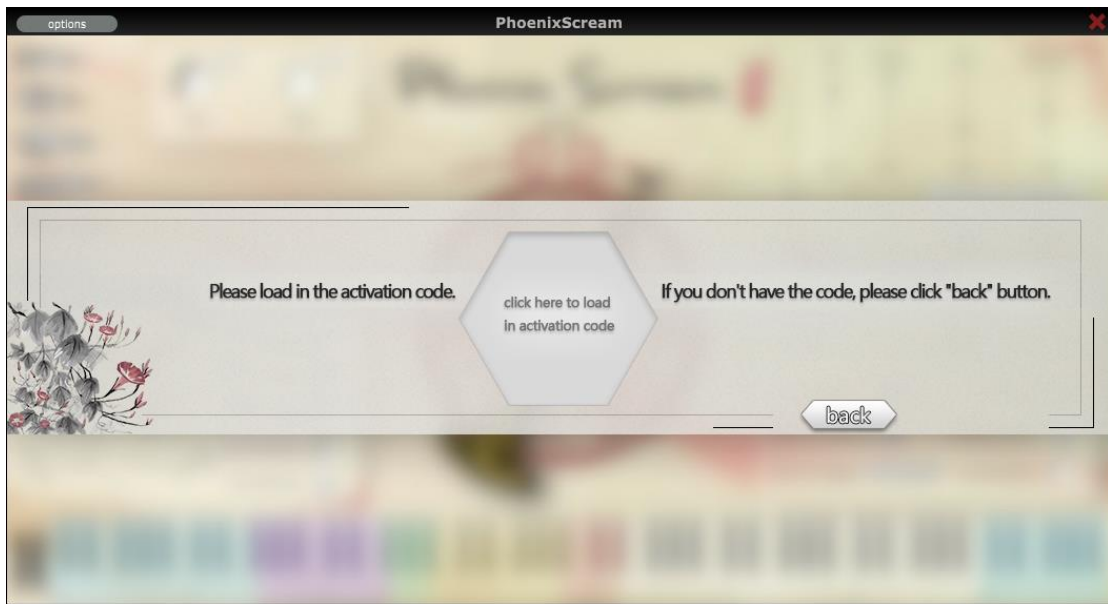 options
PhoenixScream
Please load in the activation code.
click here to load
in activation code
If you don't have the code, please click "back" button.
back